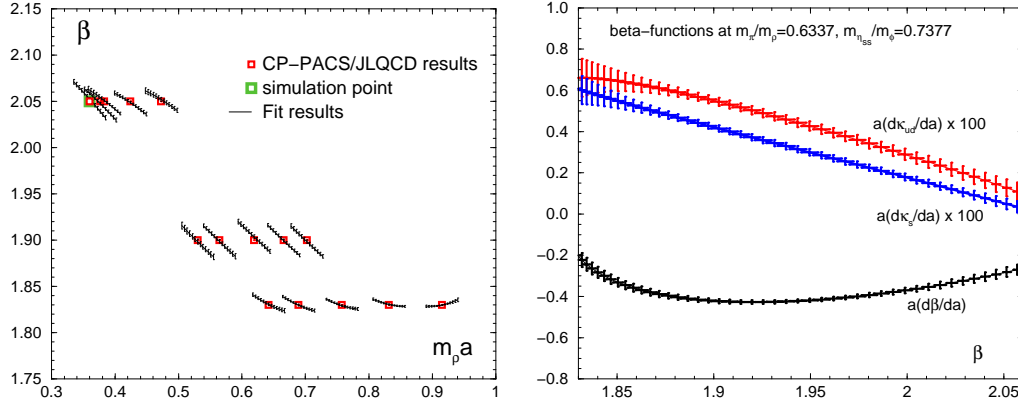 2.15
2.10
2.05
2.00
1.95
1.90
1.85
1.80
1.75
β
CP−PACS/JLQCD results
simulation point
Fit results
0.3 0.4 0.5 0.6 0.7 0.8 0.9 1
mρa
1.0
0.8
0.6
0.4
0.2
0.0
−0.2
−0.4
−0.6
−0.8
beta−functions at mπ/mρ=0.6337, mηss/mφ=0.7377
a(dκud/da) x 100
a(dκs/da) x 100
a(dβ/da)
β
1.85 1.9 1.95 2 2.05